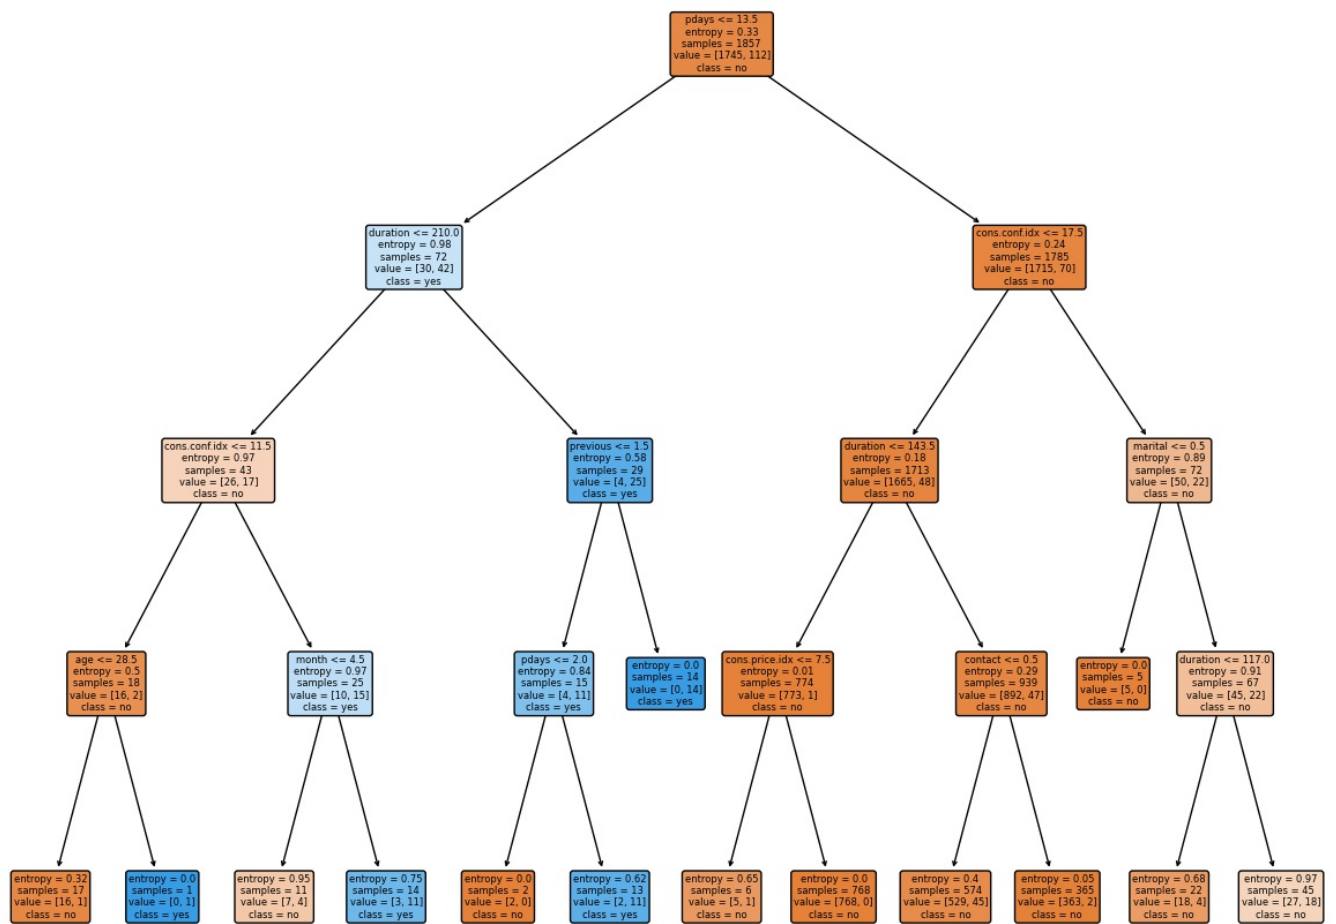 pdays <= 13.5
entropy = 0.33
samples = 1857
value = [1745, 112]
class = no
duration <= 210.0
entropy = 0.98
samples = 72
value = [30, 42]
class = yes
cons.conf.idx <= 17.5
entropy = 0.24
samples = 1785
value = [1715, 70]
class = no
cons.conf.idx <= 11.5
entropy = 0.97
samples = 43
value = [26, 17]
class = no
previous <= 1.5
entropy = 0.58
samples = 29
value = [4, 25]
class = yes
duration <= 143.5
entropy = 0.18
samples = 1713
value = [1665, 48]
class = no
marital <= 0.5
entropy = 0.89
samples = 72
value = [50, 22]
class = no
age <= 28.5
entropy = 0.5
samples = 18
value = [16, 2]
class = no
month <= 4.5
entropy = 0.97
samples = 25
value = [10, 15]
class = yes
pdays <= 2.0
entropy = 0.84
samples = 15
value = [4, 11]
class = yes
entropy = 0.0
samples = 14
value = [0, 14]
class = yes
cons.price.idx <= 7.5
entropy = 0.01
samples = 774
value = [773, 1]
class = no
contact <= 0.5
entropy = 0.29
samples = 939
value = [892, 47]
class = no
entropy = 0.0
samples = 5
value = [5, 0]
class = no
duration <= 117.0
entropy = 0.91
samples = 67
value = [45, 22]
class = no
entropy = 0.32
samples = 17
value = [16, 1]
class = no
entropy = 0.0
samples = 1
value = [0, 1]
class = yes
entropy = 0.95
samples = 11
value = [7, 4]
class = no
entropy = 0.75
samples = 14
value = [3, 11]
class = yes
entropy = 0.0
samples = 2
value = [2, 0]
class = no
entropy = 0.62
samples = 13
value = [2, 11]
class = yes
entropy = 0.65
samples = 6
value = [5, 1]
class = no
entropy = 0.0
samples = 768
value = [768, 0]
class = no
entropy = 0.4
samples = 574
value = [529, 45]
class = no
entropy = 0.05
samples = 365
value = [363, 2]
class = no
entropy = 0.68
samples = 22
value = [18, 4]
class = no
entropy = 0.97
samples = 45
value = [27, 18]
class = no